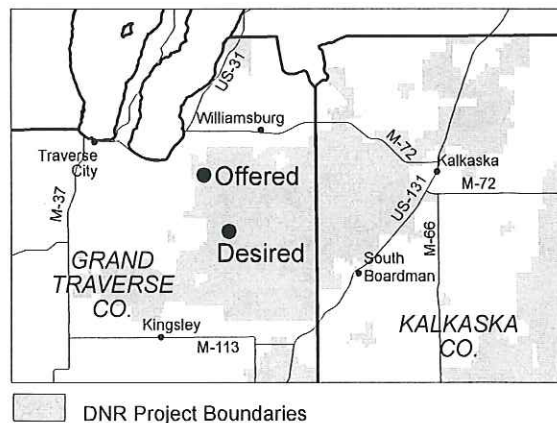 US-31
Williamsburg
Traverse
City
M-72
Kalkaska
M-37
Offered
US-131
M-72
Desired
M-66
GRAND
TRAVERSE
CO.
South
Boardman
Kingsley
M-113
KALKASKA
CO.
DNR Project Boundaries